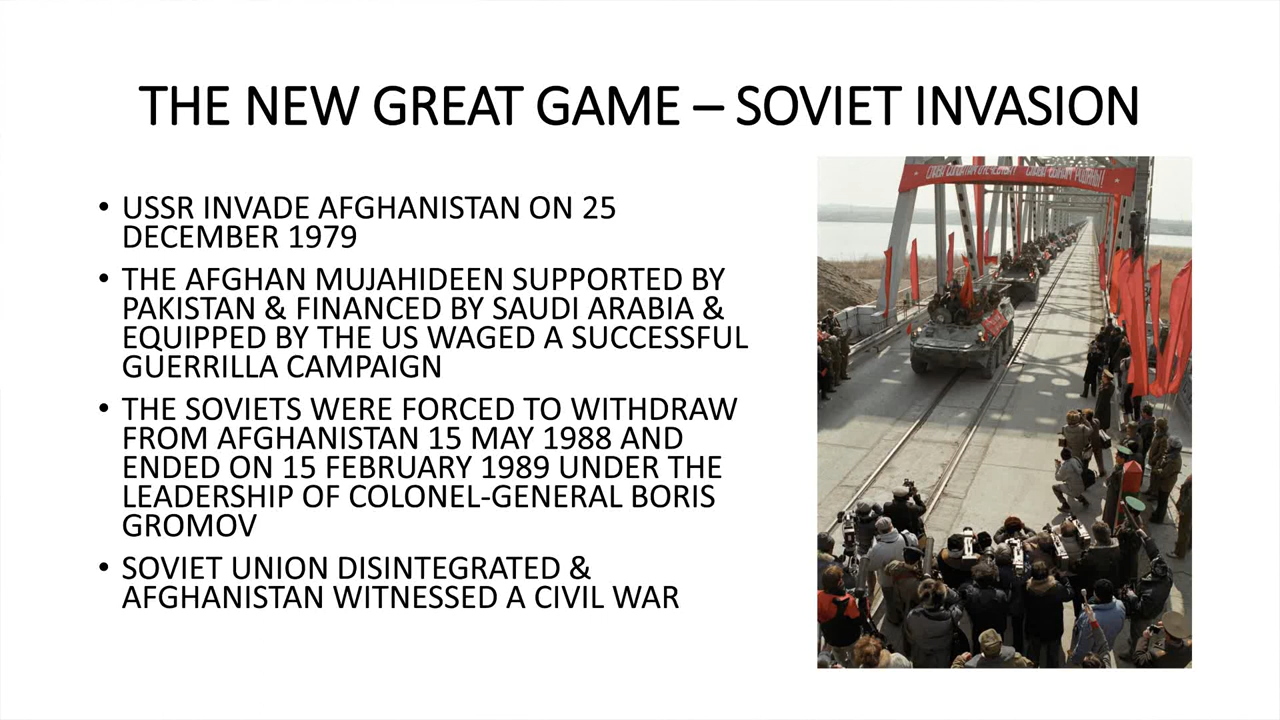 THE NEW GREAT GAME – SOVIET INVASION
• USSR INVADE AFGHANISTAN ON 25
DECEMBER 1979
• THE AFGHAN MUJAHIDEEN SUPPORTED BY
PAKISTAN & FINANCED BY SAUDI ARABIA &
EQUIPPED BY THE US WAGED A SUCCESSFUL
GUERRILLA CAMPAIGN
• THE SOVIETS WERE FORCED TO WITHDRAW
FROM AFGHANISTAN 15 MAY 1988 AND
ENDED ON 15 FEBRUARY 1989 UNDER THE
LEADERSHIP OF COLONEL-GENERAL BORIS
GROMOV
• SOVIET UNION DISINTEGRATED &
AFGHANISTAN WITNESSED A CIVIL WAR